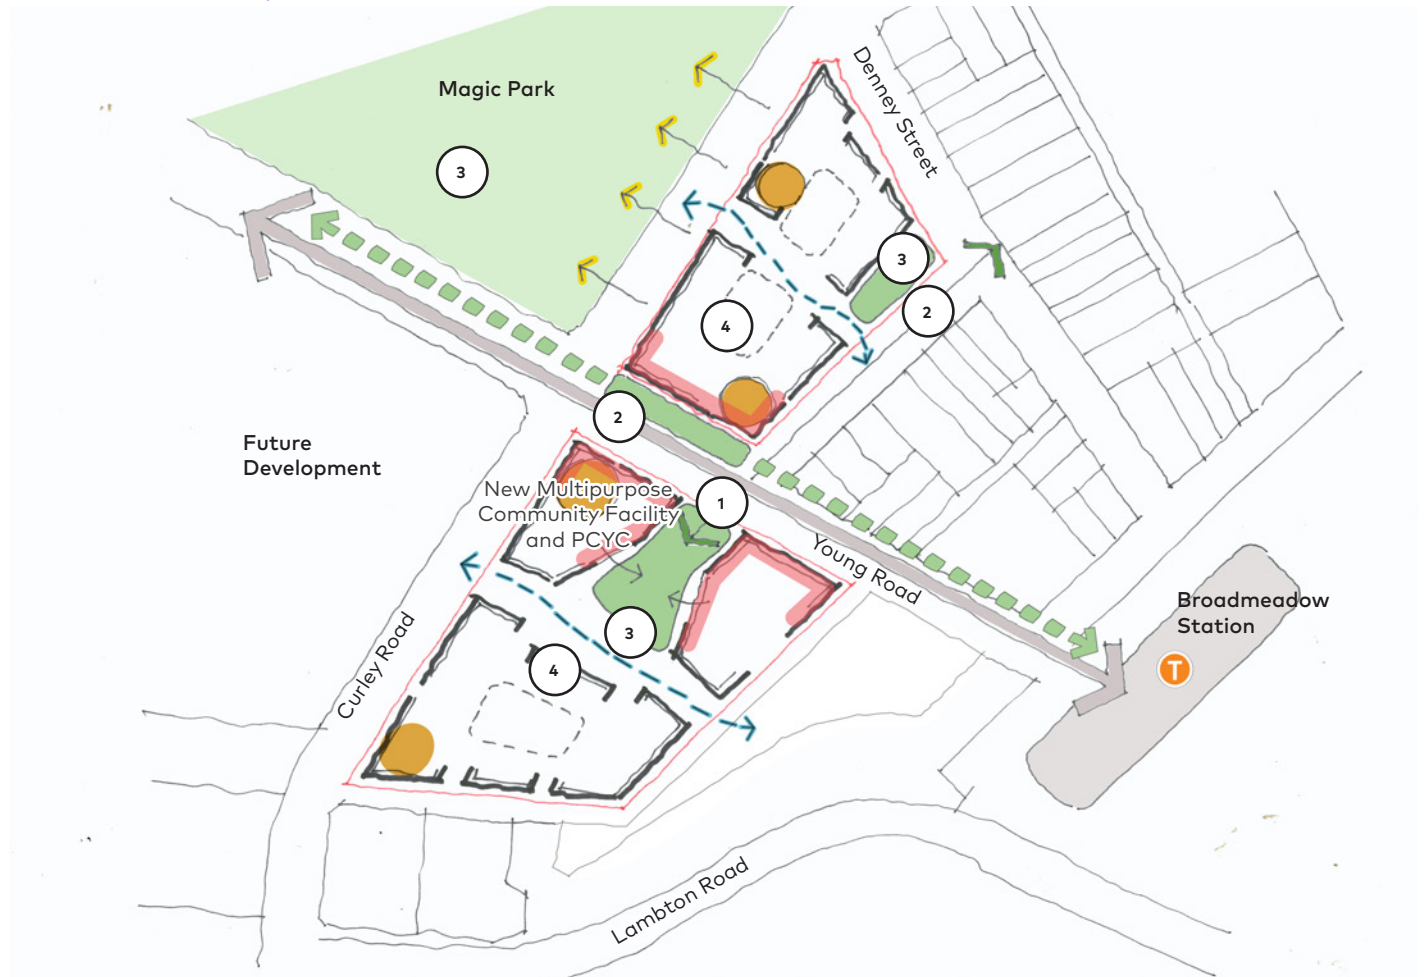 Magic Park
3
Denney Street
3
2
4
2
Future
Development
New Multipurpose
Community Facility
and PCYC
1
Young Road
Broadmeadow
Station
T
3
4
Curley Road
Lambton Road